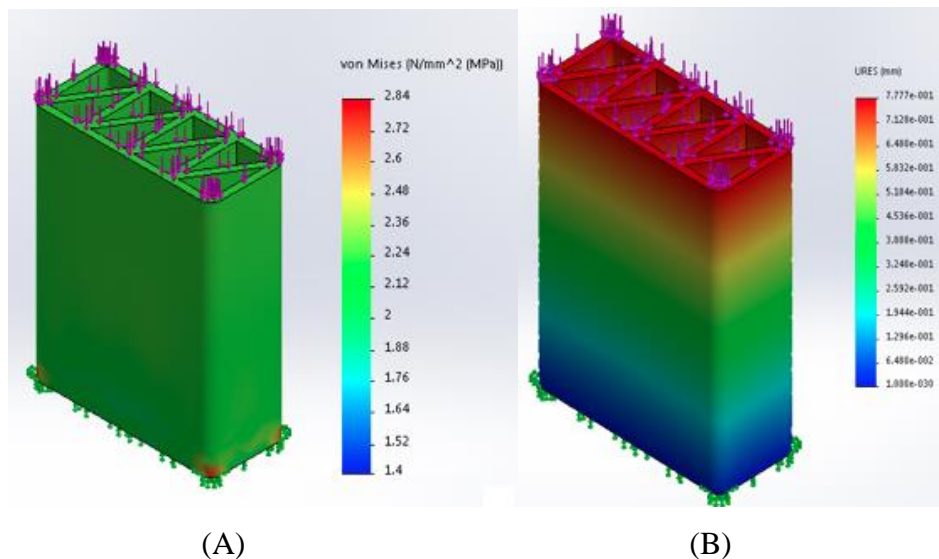 von Mises (N/mm^2 (MPa))
2.84
2.72
2.6
2.48
2.36
2.24
2.12
2
1.88
1.76
1.64
1.52
1.4
URES (mm)
7.777e-001
7.128e-001
6.480e-001
5.832e-001
5.184e-001
4.536e-001
3.888e-001
3.240e-001
2.592e-001
1.944e-001
1.296e-001
6.480e-002
1.000e-030
(A)
(B)